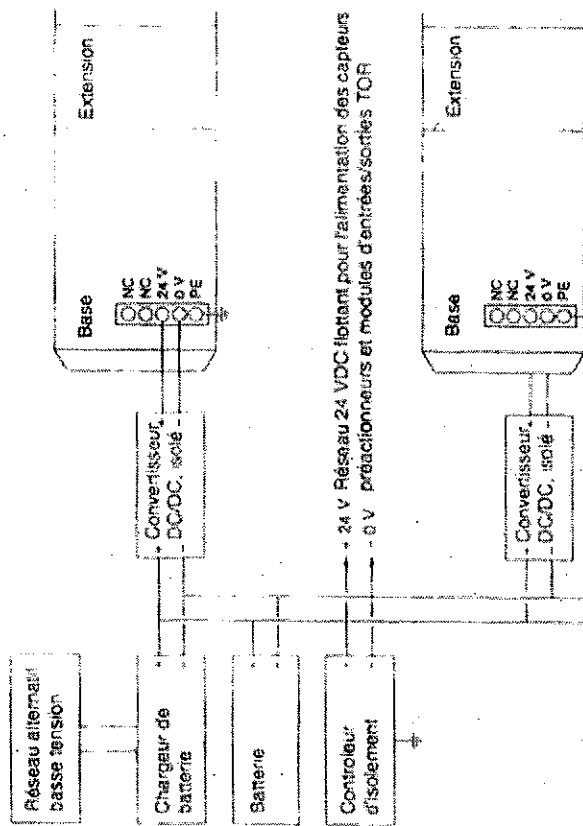 Réseau alternatif
basse tension
Chargeur de
batterie
+
-
Batterie
+
-
Contrôleur
d'isolement
+
-
+ Convertisseur +
- DC/DC, isolé -
Base
NC
NC
24 V
0 V
PE
Extension
+ 24 V Réseau 24 VDC flottant pour l'alimentation des capteurs
- 0 V préactionneurs et modules d'entrées/sorties TOR
+ Convertisseur +
- DC/DC, isolé -
Base
NC
NC
24 V
0 V
PE
Extension